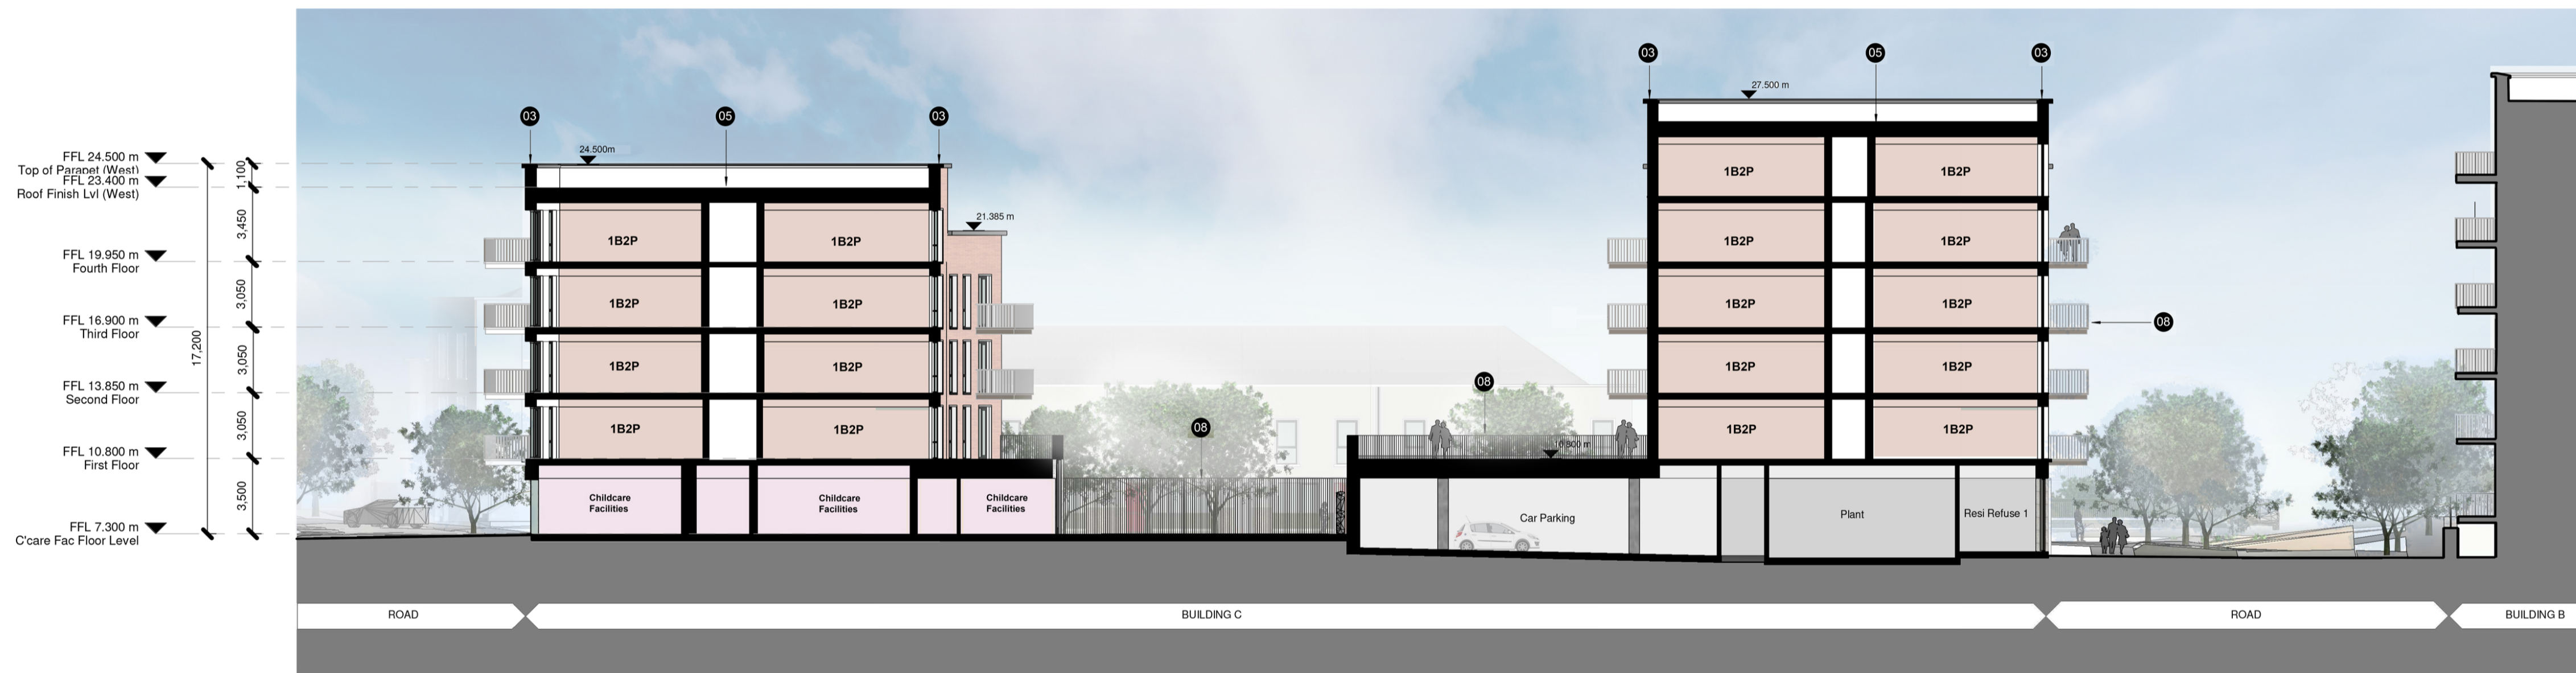 03
05
03
27.500 m
03
05
03
24.500m
FFL 24.500 m
Top of Parapet (West)
FFL 23.400 m
Roof Finish Lvl (West)
1,100
3,450
21.385 m
FFL 19.950 m
Fourth Floor
3,050
FFL 16.900 m
Third Floor
17,200
3,050
FFL 13.850 m
Second Floor
3,050
FFL 10.800 m
First Floor
3,500
FFL 7.300 m
C'care Fac Floor Level
1B2P
1B2P
1B2P
1B2P
1B2P
1B2P
1B2P
1B2P
Childcare
Facilities
Childcare
Facilities
Childcare
Facilities
08
08
10.800 m
1B2P
1B2P
1B2P
1B2P
1B2P
1B2P
1B2P
1B2P
1B2P
1B2P
08
Car Parking
Plant
Resi Refuse 1
ROAD
BUILDING C
ROAD
BUILDING B